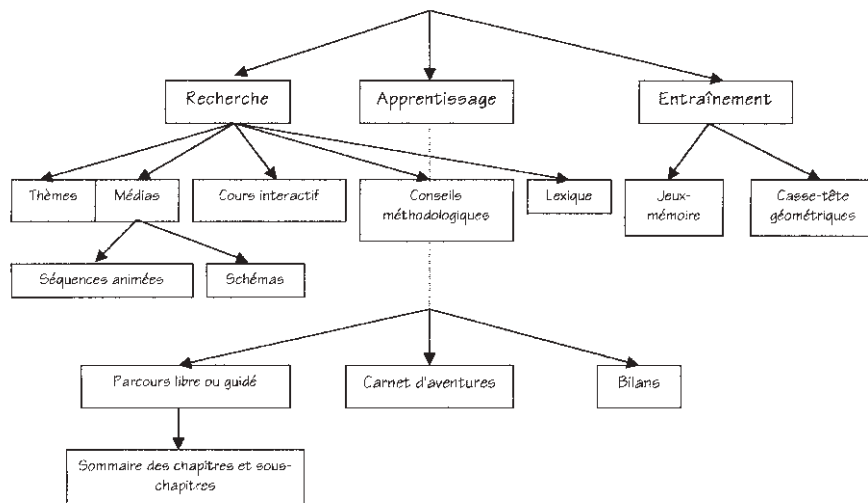 Recherche
Apprentissage
Entraînement
Thèmes
Médias
Cours interactif
Conseils
méthodologiques
Lexique
Jeux-
mémoire
Casse-tête
géométriques
Séquences animées
Schémas
Parcours libre ou guidé
Carnet d'aventures
Bilans
Sommaire des chapitres et sous-
chapitres